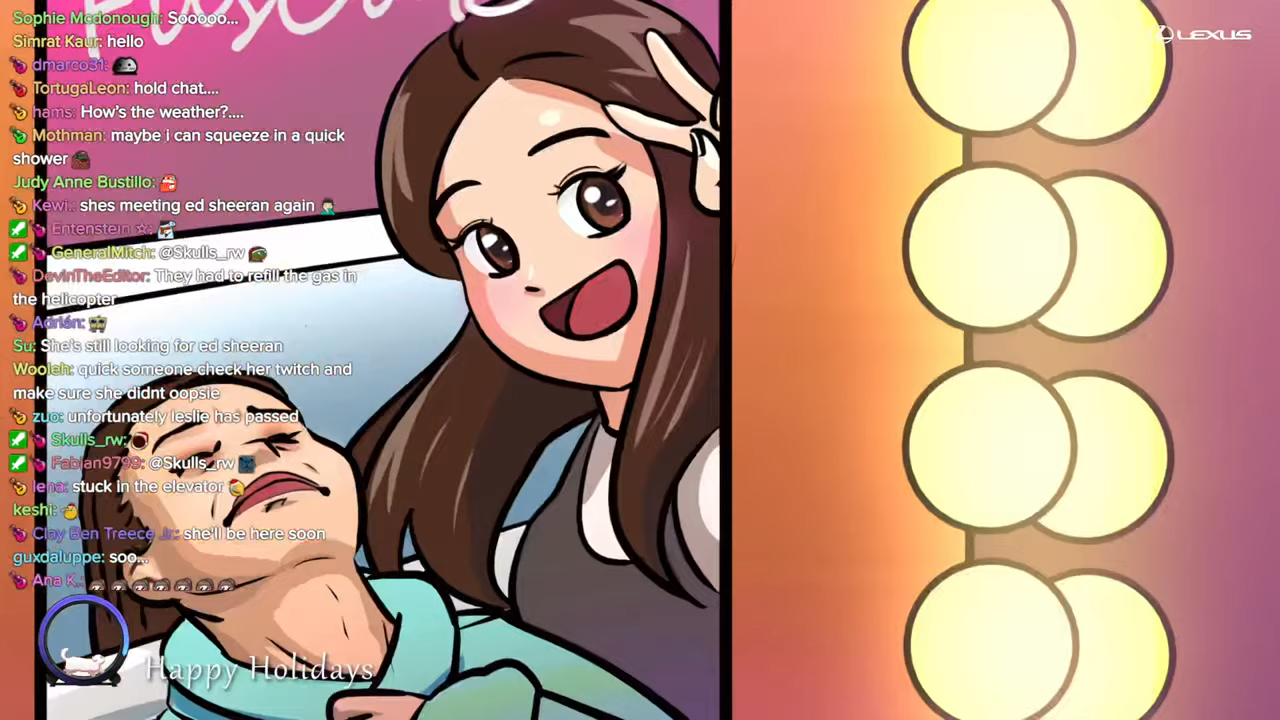 Sophie Mcdonough: Sooooo...
Simrat Kaur: hello
dmarco31:
TortugaLeon: hold chat....
hams: How's the weather?....
Mothman: maybe i can squeeze in a quick
shower
Judy Anne Bustillo:
Kewi.: shes meeting ed sheeran again
Entenstein ☆:
GeneralMitch: @Skulls_rw
DevinTheEditor: They had to refill the gas in
the helicopter
Adrián:
Su: She's still looking for ed sheeran
Wooleh: quick someone check her twitch and
make sure she didnt oopsie
zuo: unfortunately leslie has passed
Skulls_rw:
Fabian9799: @Skulls_rw
lena: stuck in the elevator
keshi:
Clay Ben Treece Jr.: she'll be here soon
guxdaluppe: soo...
Ana K.:
Happy Holidays
LEXUS